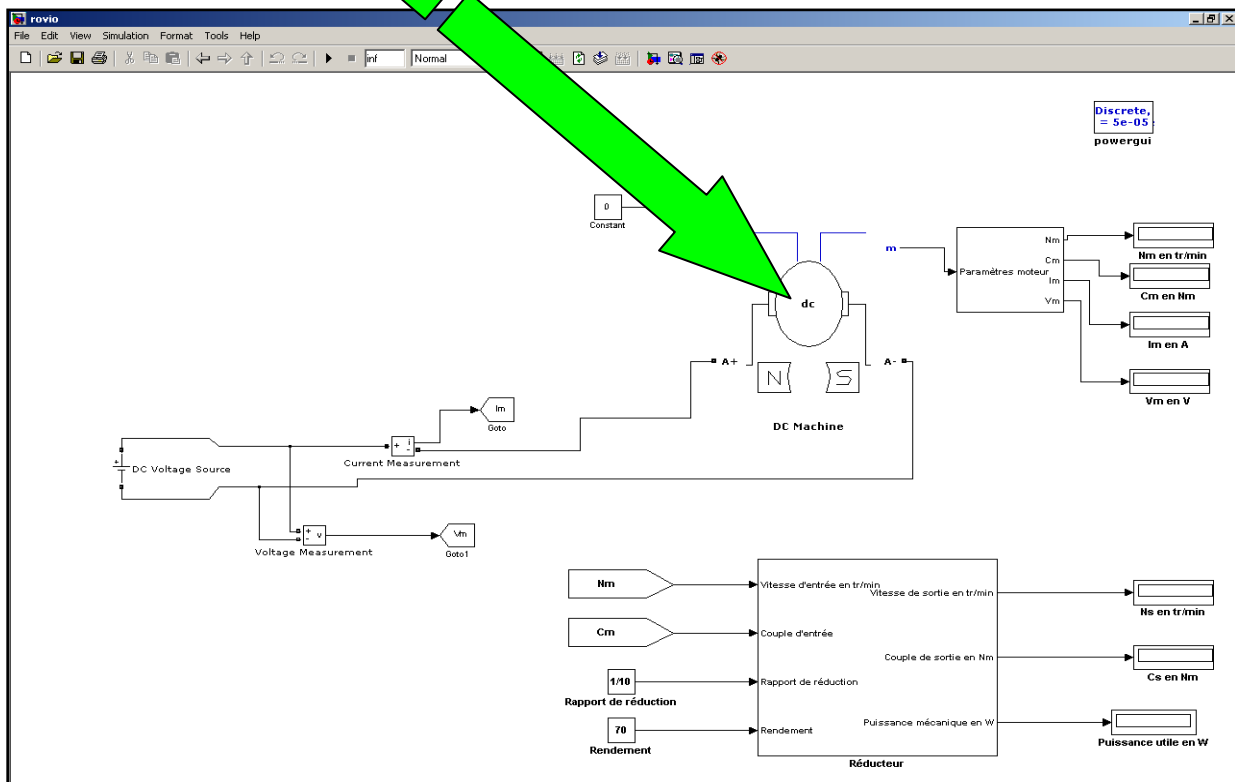 rovio
File Edit View Simulation Format Tools Help
inf Normal
Discrete,
= 5e-05
powergui
0
Constant
m
Paramètres moteur
Nm
Cm
Im
Vm
Nm en tr/min
Cm en Nm
Im en A
Vm en V
dc
A+
A-
N
S
DC Machine
Im
Goto
+ i
-
Current Measurement
+
DC Voltage Source
+ v
-
Voltage Measurement
Vm
Goto1
Nm
Cm
1/10
Rapport de réduction
70
Rendement
Vitesse d'entrée en tr/min
Vitesse de sortie en tr/min
Couple d'entrée
Couple de sortie en Nm
Rapport de réduction
Puissance mécanique en W
Rendement
Réducteur
Ns en tr/min
Cs en Nm
Puissance utile en W